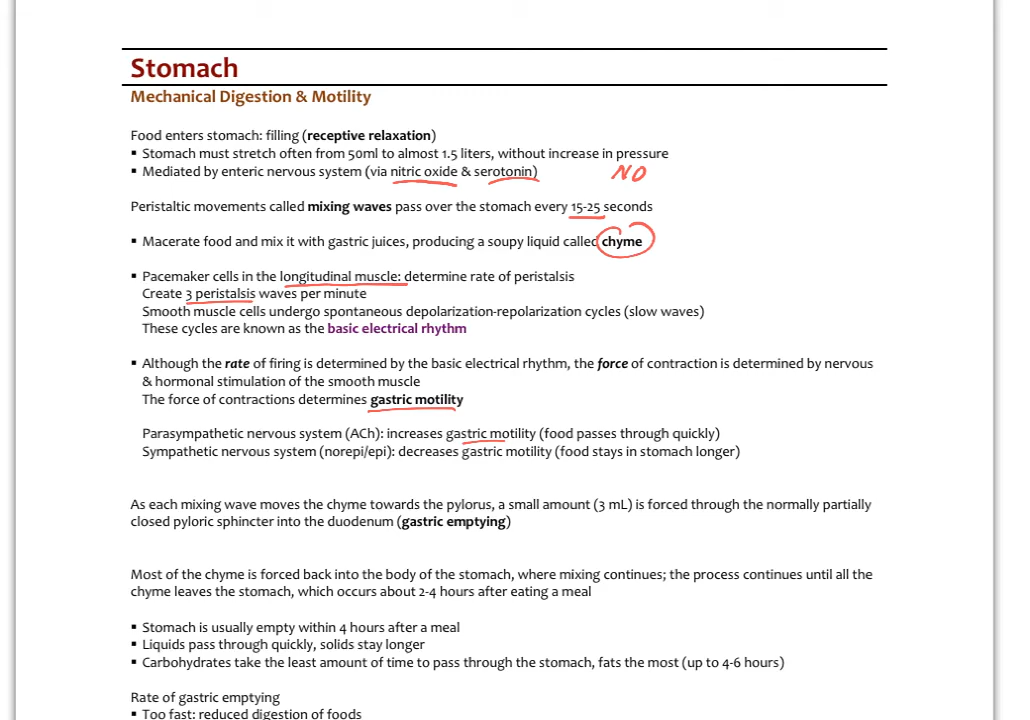 Stomach
Mechanical Digestion & Motility
Food enters stomach: filling (receptive relaxation)
▪ Stomach must stretch often from 50ml to almost 1.5 liters, without increase in pressure
▪ Mediated by enteric nervous system (via nitric oxide & serotonin) NO
Peristaltic movements called mixing waves pass over the stomach every 15-25 seconds
▪ Macerate food and mix it with gastric juices, producing a soupy liquid called chyme
▪ Pacemaker cells in the longitudinal muscle: determine rate of peristalsis
Create 3 peristalsis waves per minute
Smooth muscle cells undergo spontaneous depolarization-repolarization cycles (slow waves)
These cycles are known as the basic electrical rhythm
▪ Although the rate of firing is determined by the basic electrical rhythm, the force of contraction is determined by nervous
& hormonal stimulation of the smooth muscle
The force of contractions determines gastric motility
Parasympathetic nervous system (ACh): increases gastric motility (food passes through quickly)
Sympathetic nervous system (norepi/epi): decreases gastric motility (food stays in stomach longer)
As each mixing wave moves the chyme towards the pylorus, a small amount (3 mL) is forced through the normally partially
closed pyloric sphincter into the duodenum (gastric emptying)
Most of the chyme is forced back into the body of the stomach, where mixing continues; the process continues until all the
chyme leaves the stomach, which occurs about 2-4 hours after eating a meal
▪ Stomach is usually empty within 4 hours after a meal
▪ Liquids pass through quickly, solids stay longer
▪ Carbohydrates take the least amount of time to pass through the stomach, fats the most (up to 4-6 hours)
Rate of gastric emptying
▪ Too fast: reduced digestion of foods